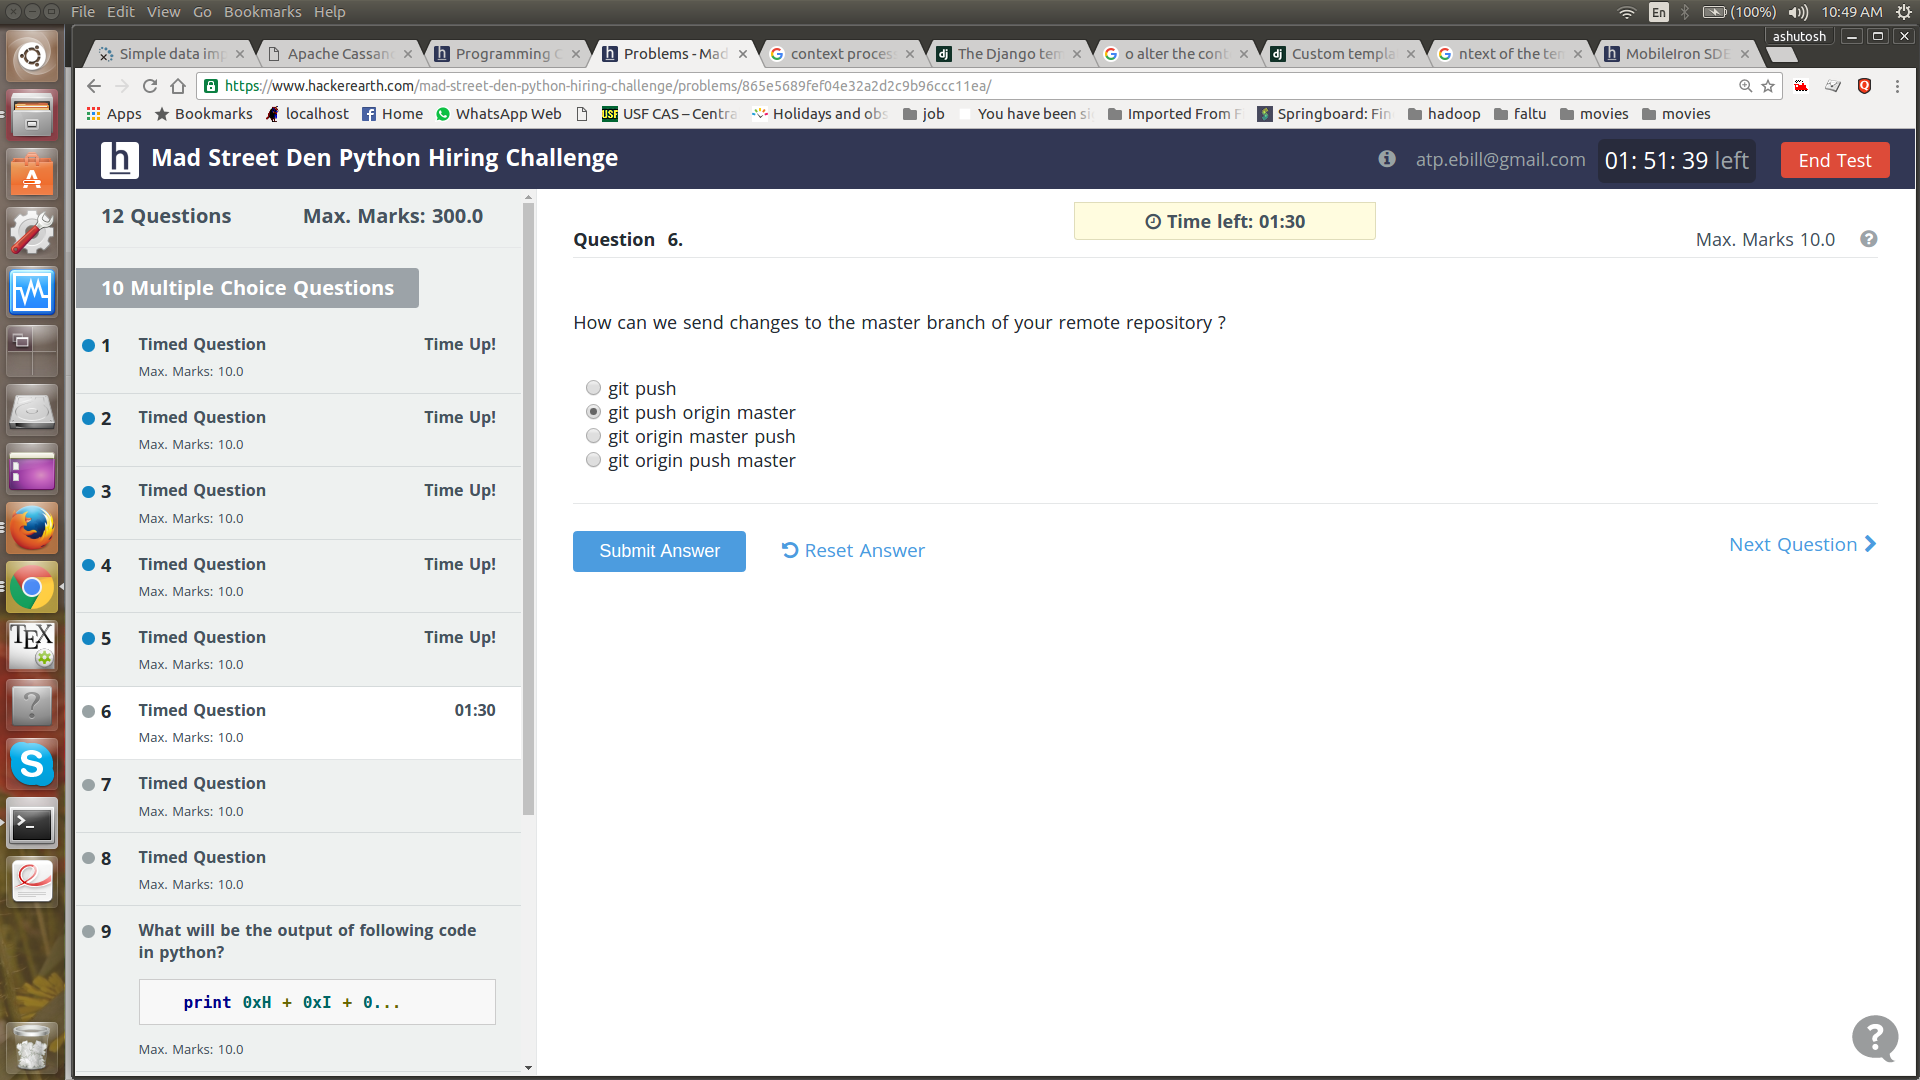 File Edit View Go Bookmarks Help
En (100%) 10:49 AM
Simple data imp
Apache Cassan
Programming C
Problems - Mad
context proces
The Django tem
o alter the cont
Custom templa
ntext of the ten
MobileIron SDE
ashutosh
https://www.hackerearth.com/mad-street-den-python-hiring-challenge/problems/865e5689fef04e32a2d2c9b96ccc11ea/
Apps Bookmarks localhost Home WhatsApp Web USF CAS – Centra Holidays and obs job You have been si Imported From F Springboard: Fin hadoop faltu movies movies
h Mad Street Den Python Hiring Challenge
atp.ebill@gmail.com 01: 51: 39 left End Test
12 Questions Max. Marks: 300.0
10 Multiple Choice Questions
1 Timed Question Time Up!
Max. Marks: 10.0
2 Timed Question Time Up!
Max. Marks: 10.0
3 Timed Question Time Up!
Max. Marks: 10.0
4 Timed Question Time Up!
Max. Marks: 10.0
5 Timed Question Time Up!
Max. Marks: 10.0
6 Timed Question 01:30
Max. Marks: 10.0
7 Timed Question
Max. Marks: 10.0
8 Timed Question
Max. Marks: 10.0
9 What will be the output of following code
in python?
print 0xH + 0xI + 0...
Max. Marks: 10.0
Time left: 01:30
Question 6. Max. Marks 10.0 ?
How can we send changes to the master branch of your remote repository ?
git push
git push origin master
git origin master push
git origin push master
Submit Answer Reset Answer Next Question
TEX
S
?